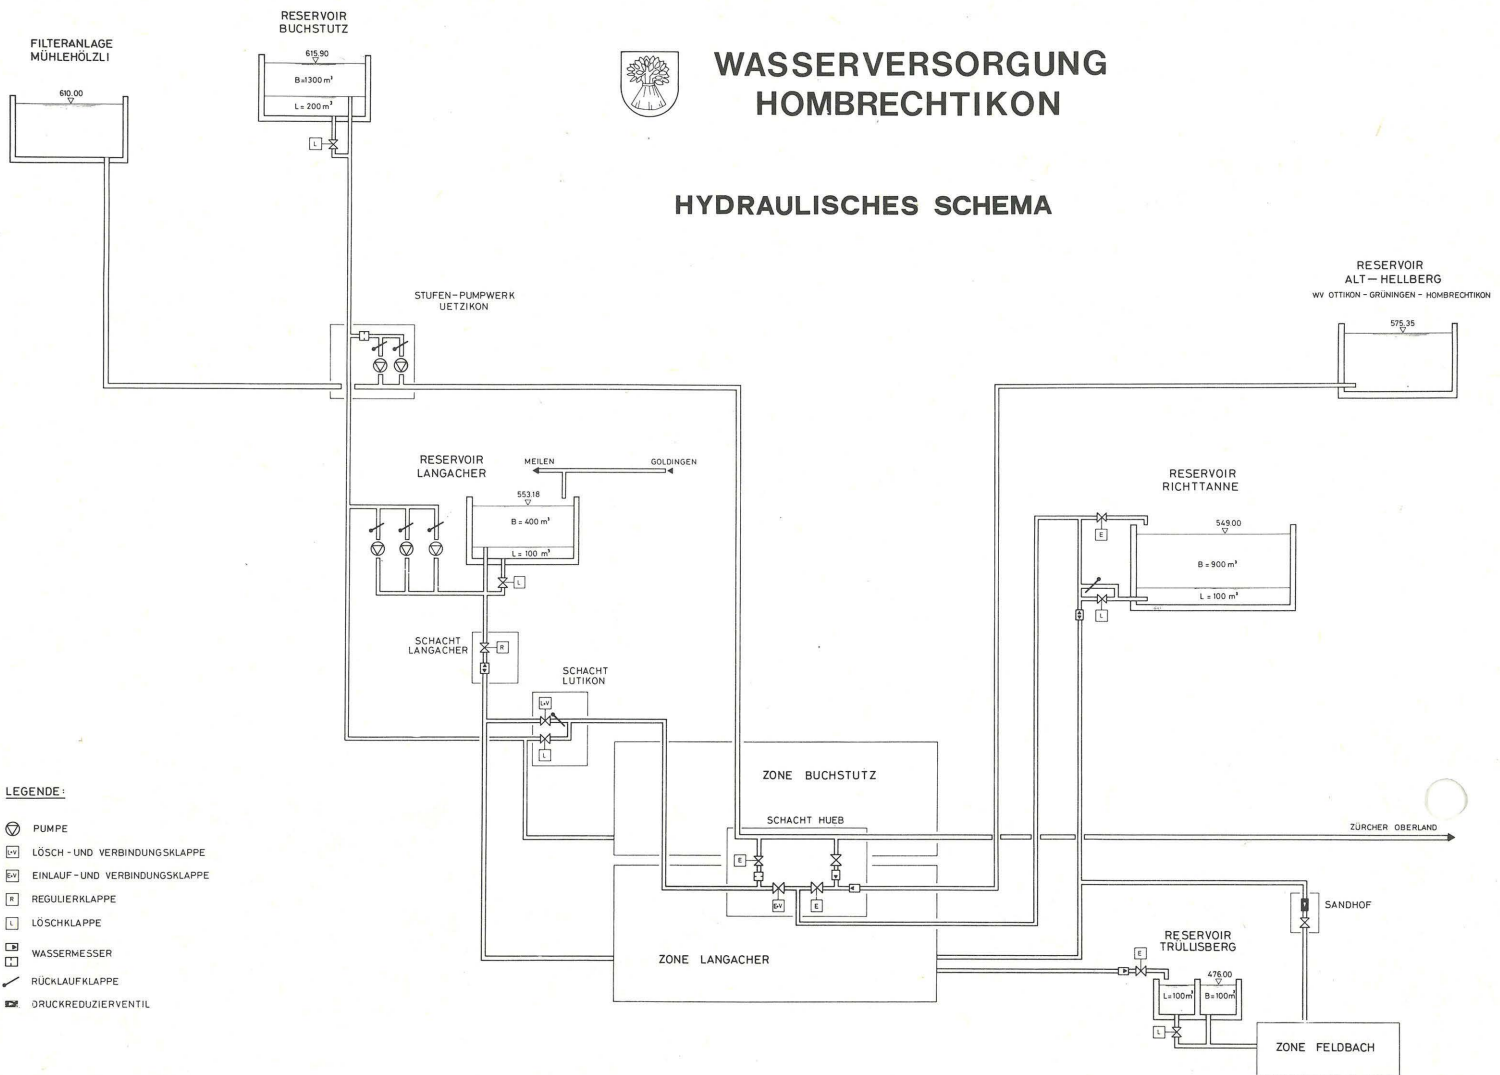 RESERVOIR
BUCHSTUTZ
FILTERANLAGE
MÜHLEHÖLZLI
615.90
B=1300 m³
L = 200 m³
L
610.00
WASSERVERSORGUNG
HOMBRECHTIKON
HYDRAULISCHES SCHEMA
RESERVOIR
ALT-HELLBERG
WV OTTIKON - GRÜNINGEN - HOMBRECHTIKON
575.35
STUFEN-PUMPWERK
UETZIKON
RESERVOIR
LANGACHER
MEILEN
GOLDINGEN
553.18
B = 400 m³
L = 100 m³
L
RESERVOIR
RICHTTANNE
549.00
B = 900 m³
L = 100 m³
E
L
SCHACHT
LANGACHER
R
SCHACHT
LUTIKON
L+V
L
ZONE BUCHSTUTZ
SCHACHT HUEB
E
E+V
E
ZÜRCHER OBERLAND
ZONE LANGACHER
SANDHOF
RESERVOIR
TRÜLLISBERG
E
476.00
L=100m³
B=100m³
L
ZONE FELDBACH
LEGENDE:
PUMPE
L+V LÖSCH-UND VERBINDUNGSKLAPPE
E+V EINLAUF-UND VERBINDUNGSKLAPPE
R REGULIERKLAPPE
L LÖSCHKLAPPE
WASSERMESSER
RÜCKLAUFKLAPPE
DRUCKREDUZIERVENTIL